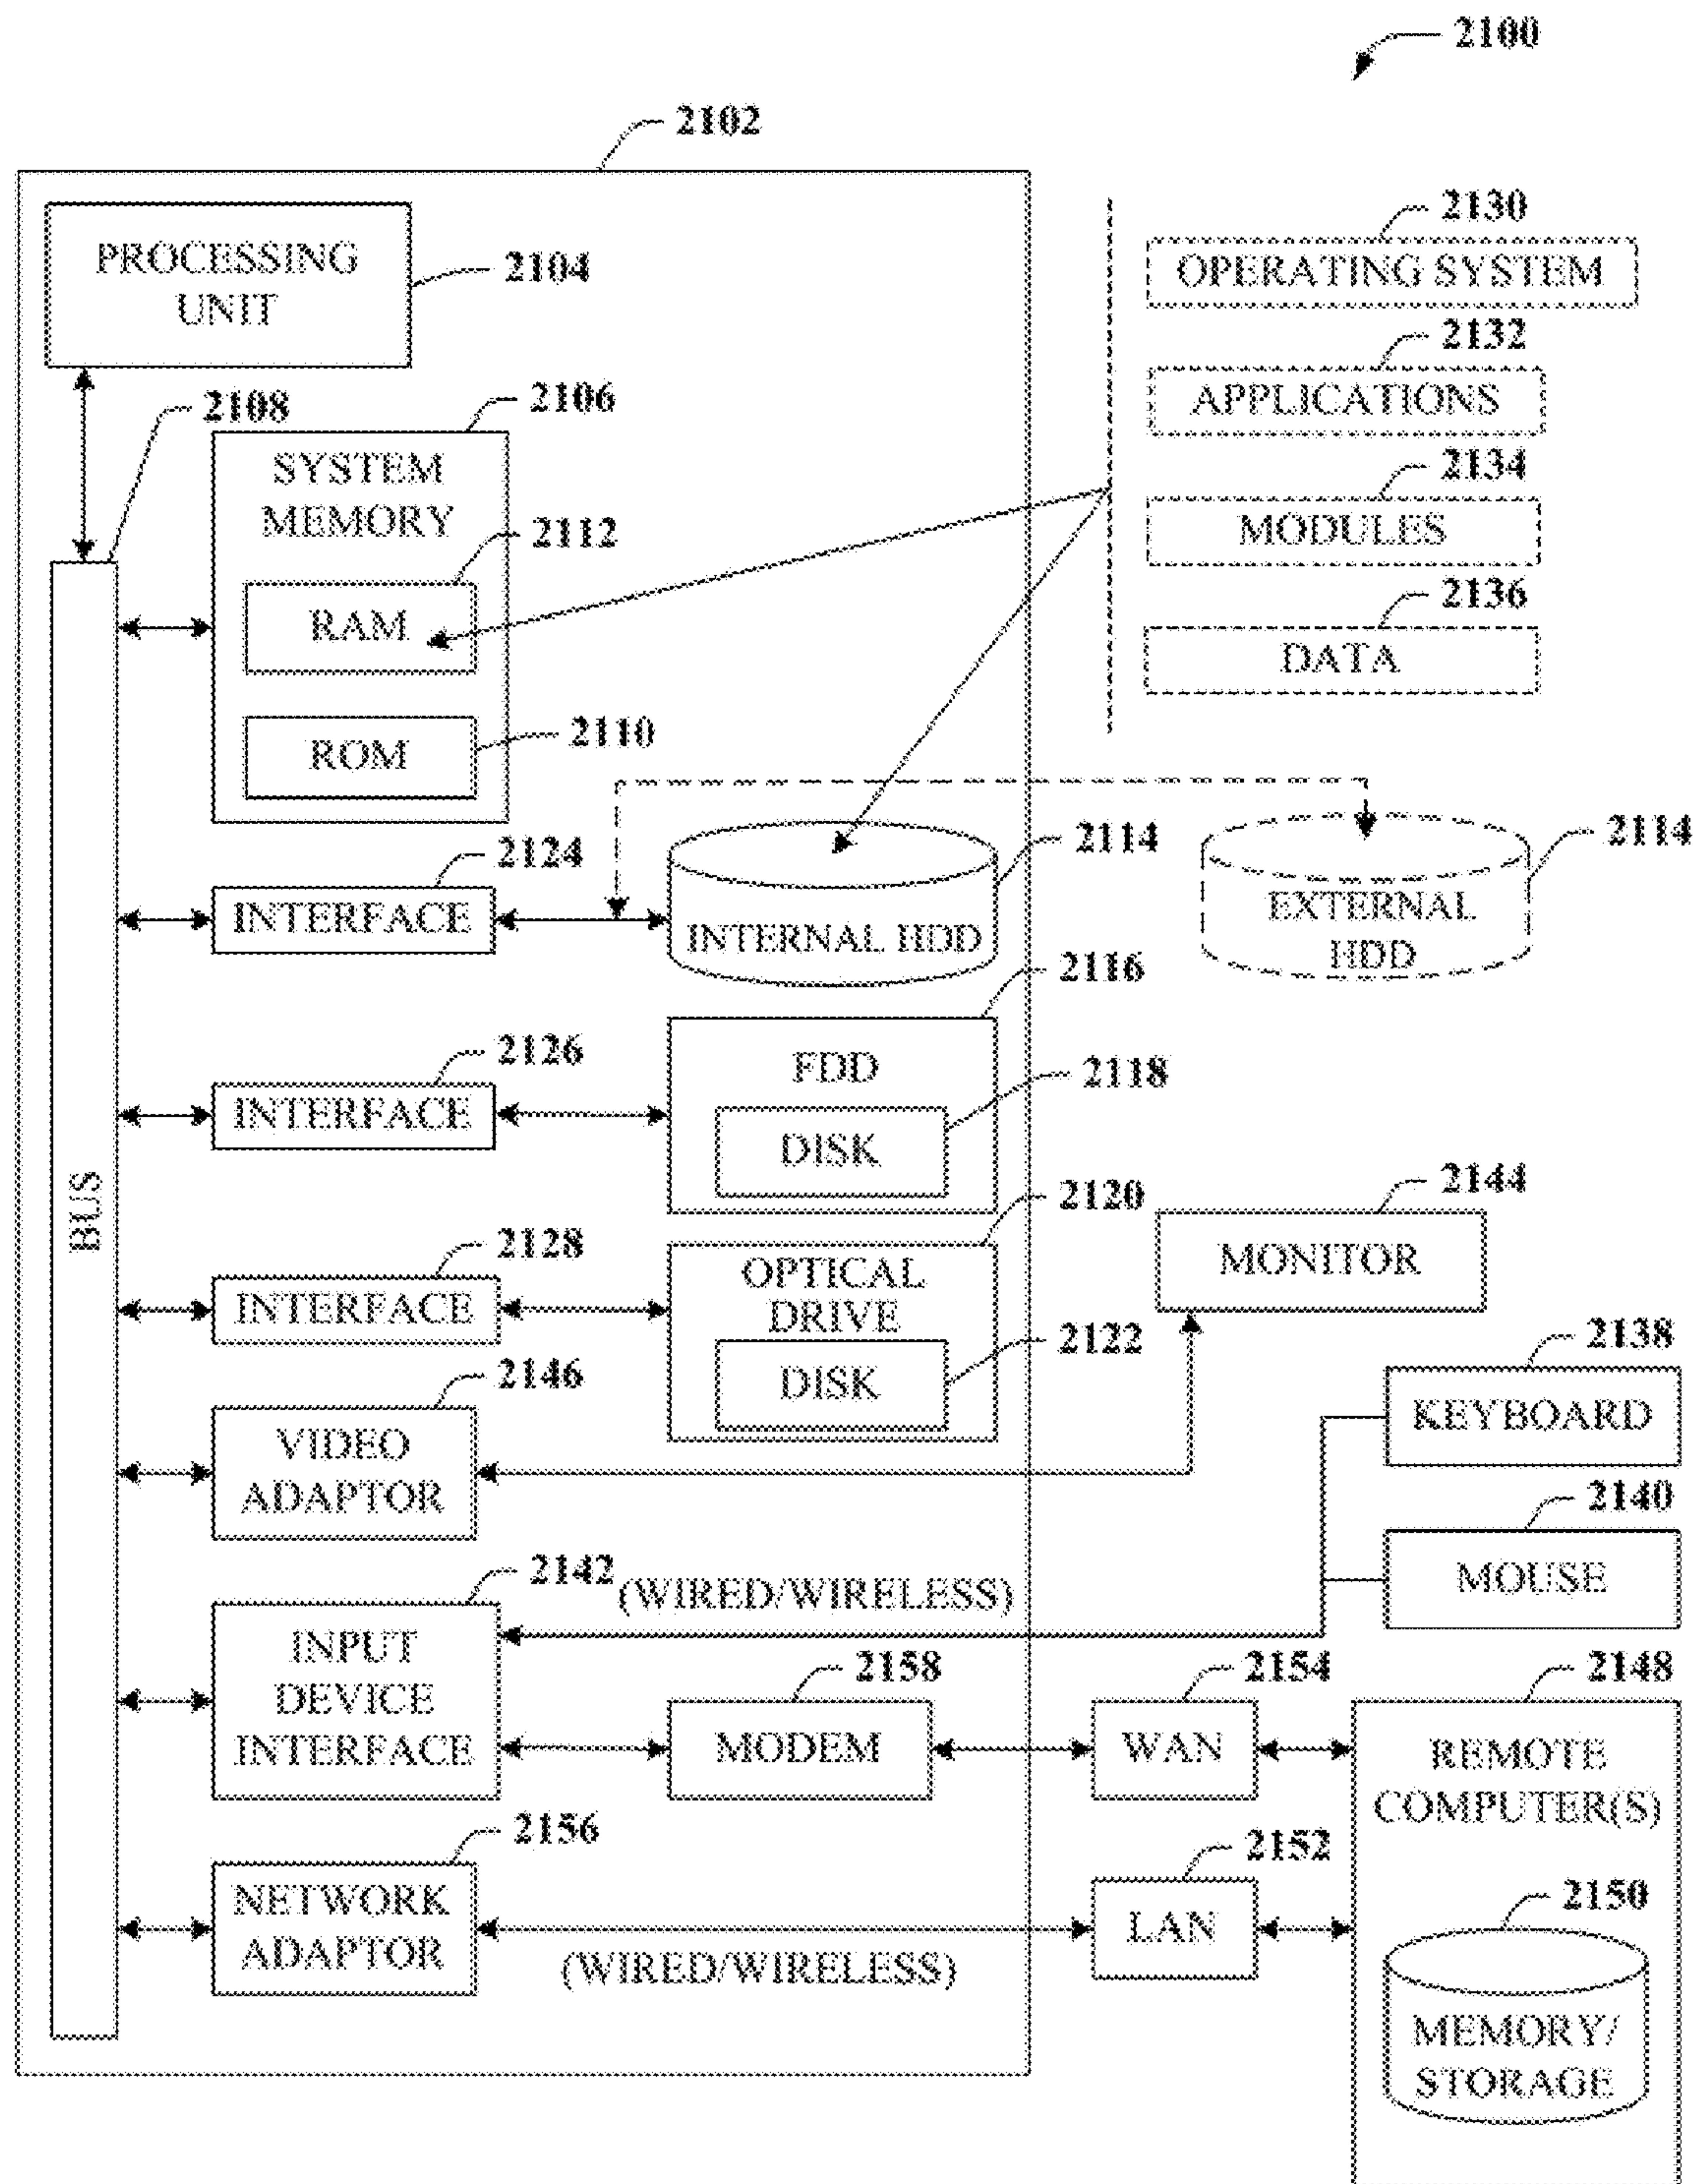 2100
2102
PROCESSING
UNIT
2104
2108
2106
SYSTEM
MEMORY
2112
RAM
ROM
2110
2130
OPERATING SYSTEM
2132
APPLICATIONS
2134
MODULES
2136
DATA
2124
INTERFACE
2114
INTERNAL HDD
2114
EXTERNAL
HDD
2126
INTERFACE
2116
FDD
2118
DISK
BUS
2128
INTERFACE
2120
OPTICAL
DRIVE
2122
DISK
2144
MONITOR
2146
VIDEO
ADAPTOR
2138
KEYBOARD
2140
MOUSE
2142
(WIRED/WIRELESS)
INPUT
DEVICE
INTERFACE
2158
MODEM
2154
WAN
2148
REMOTE
COMPUTER(S)
2156
NETWORK
ADAPTOR
(WIRED/WIRELESS)
2152
LAN
2150
MEMORY/
STORAGE